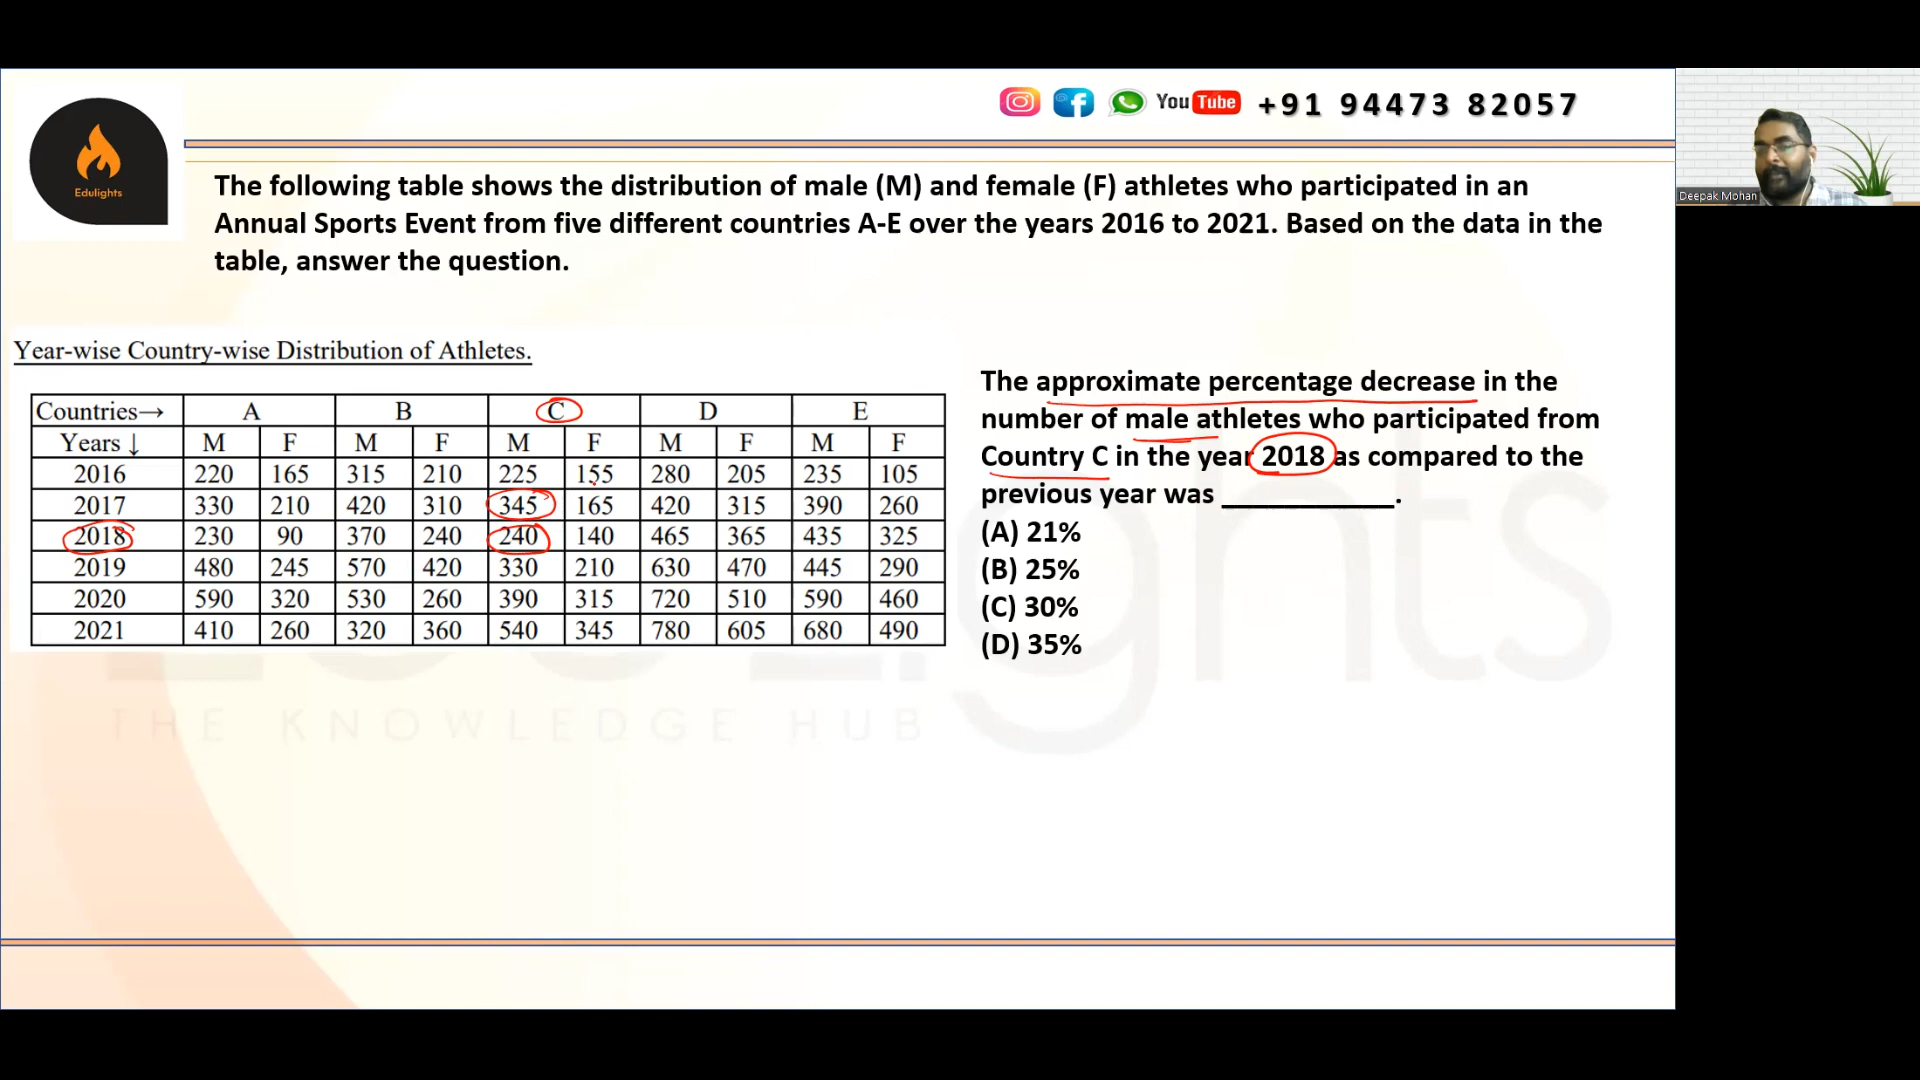 You Tube +91 94473 82057
Edulights
Deepak Mohan
The following table shows the distribution of male (M) and female (F) athletes who participated in an
Annual Sports Event from five different countries A-E over the years 2016 to 2021. Based on the data in the
table, answer the question.
Year-wise Country-wise Distribution of Athletes.
Countries→ A B C D E
Years ↓ M F M F M F M F M F
2016 220 165 315 210 225 155 280 205 235 105
2017 330 210 420 310 345 165 420 315 390 260
2018 230 90 370 240 240 140 465 365 435 325
2019 480 245 570 420 330 210 630 470 445 290
2020 590 320 530 260 390 315 720 510 590 460
2021 410 260 320 360 540 345 780 605 680 490
The approximate percentage decrease in the
number of male athletes who participated from
Country C in the year 2018 as compared to the
previous year was ____________.
(A) 21%
(B) 25%
(C) 30%
(D) 35%
THE KNOWLEDGE HUB